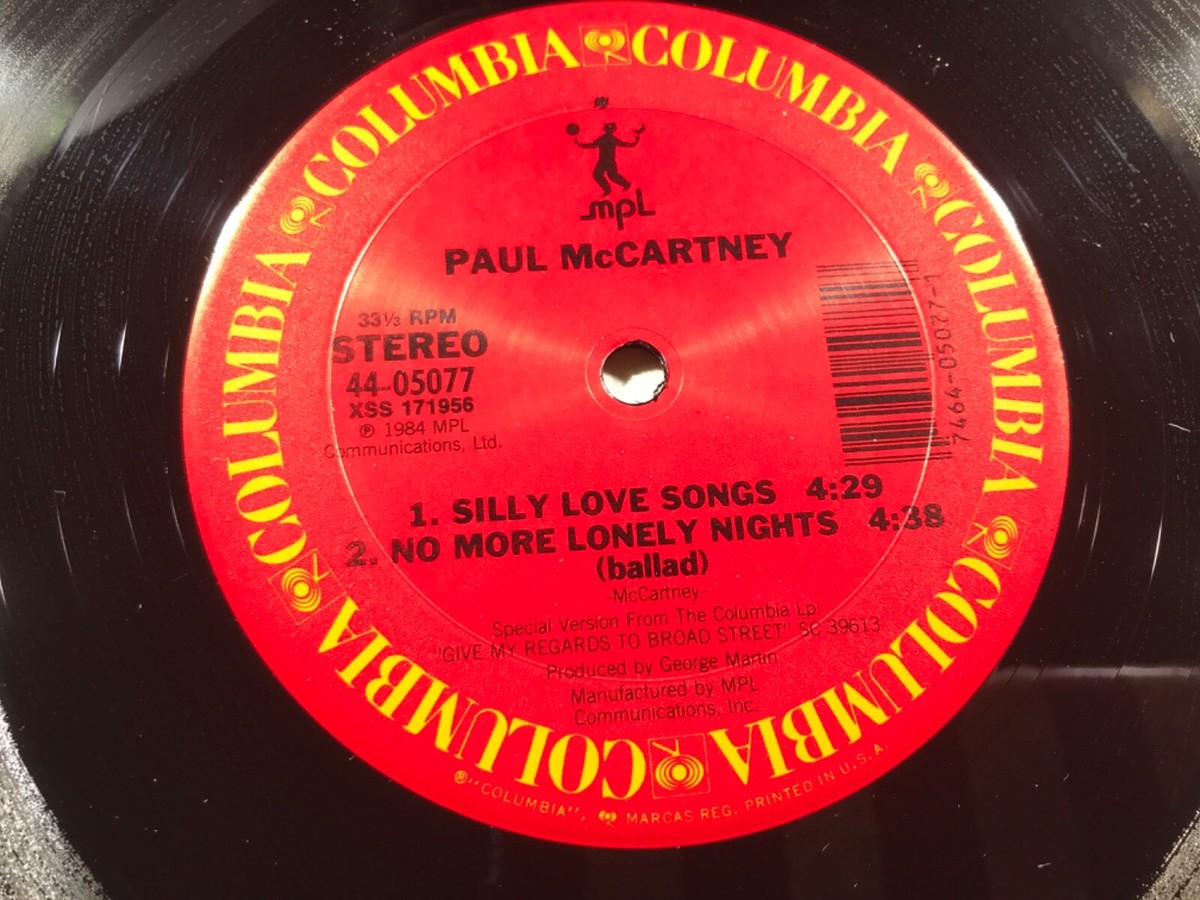 COLUMBIA COLUMBIA COLUMBIA COLUMBIA COLUMBIA COLUMBIA COLUMBIA COLUMBIA
mpL
PAUL McCARTNEY
33⅓ RPM
STEREO
44-05077
XSS 171956
℗ 1984 MPL
Communications, Ltd.
7464-05077-1
1. SILLY LOVE SONGS 4:29
2. NO MORE LONELY NIGHTS 4:38
(ballad)
-McCartney-
Special Version From The Columbia Lp
"GIVE MY REGARDS TO BROAD STREET" SC 39613
Produced by George Martin
Manufactured by MPL
Communications, Inc.
®"COLUMBIA", MARCAS REG. PRINTED IN U.S.A.